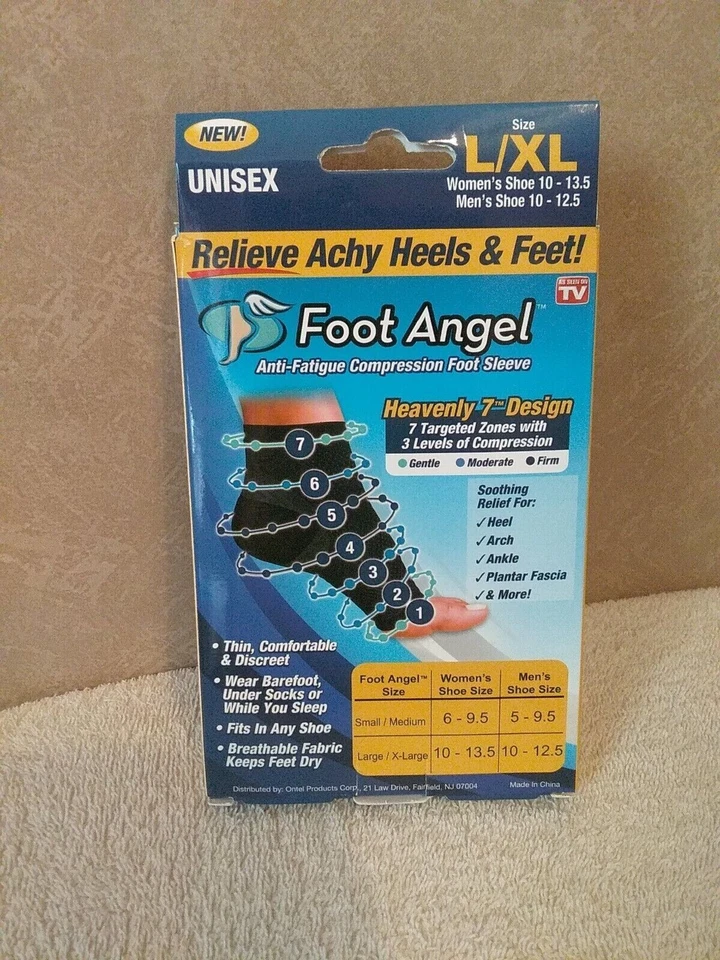 NEW!
UNISEX
Size
L/XL
Women's Shoe 10 - 13.5
Men's Shoe 10 - 12.5
Relieve Achy Heels & Feet!
AS SEEN ON
TV
Foot Angel™
Anti-Fatigue Compression Foot Sleeve
Heavenly 7™ Design
7 Targeted Zones with
3 Levels of Compression
Gentle Moderate Firm
7
6
5
4
3
2
1
Soothing
Relief For:
✓Heel
✓Arch
✓Ankle
✓Plantar Fascia
✓& More!
• Thin, Comfortable
& Discreet
• Wear Barefoot,
Under Socks or
While You Sleep
• Fits In Any Shoe
• Breathable Fabric
Keeps Feet Dry
Foot Angel™ Women's Men's
Size Shoe Size Shoe Size
Small / Medium 6 - 9.5 5 - 9.5
Large / X-Large 10 - 13.5 10 - 12.5
Distributed by: Ontel Products Corp., 21 Law Drive, Fairfield, NJ 07004 Made In China